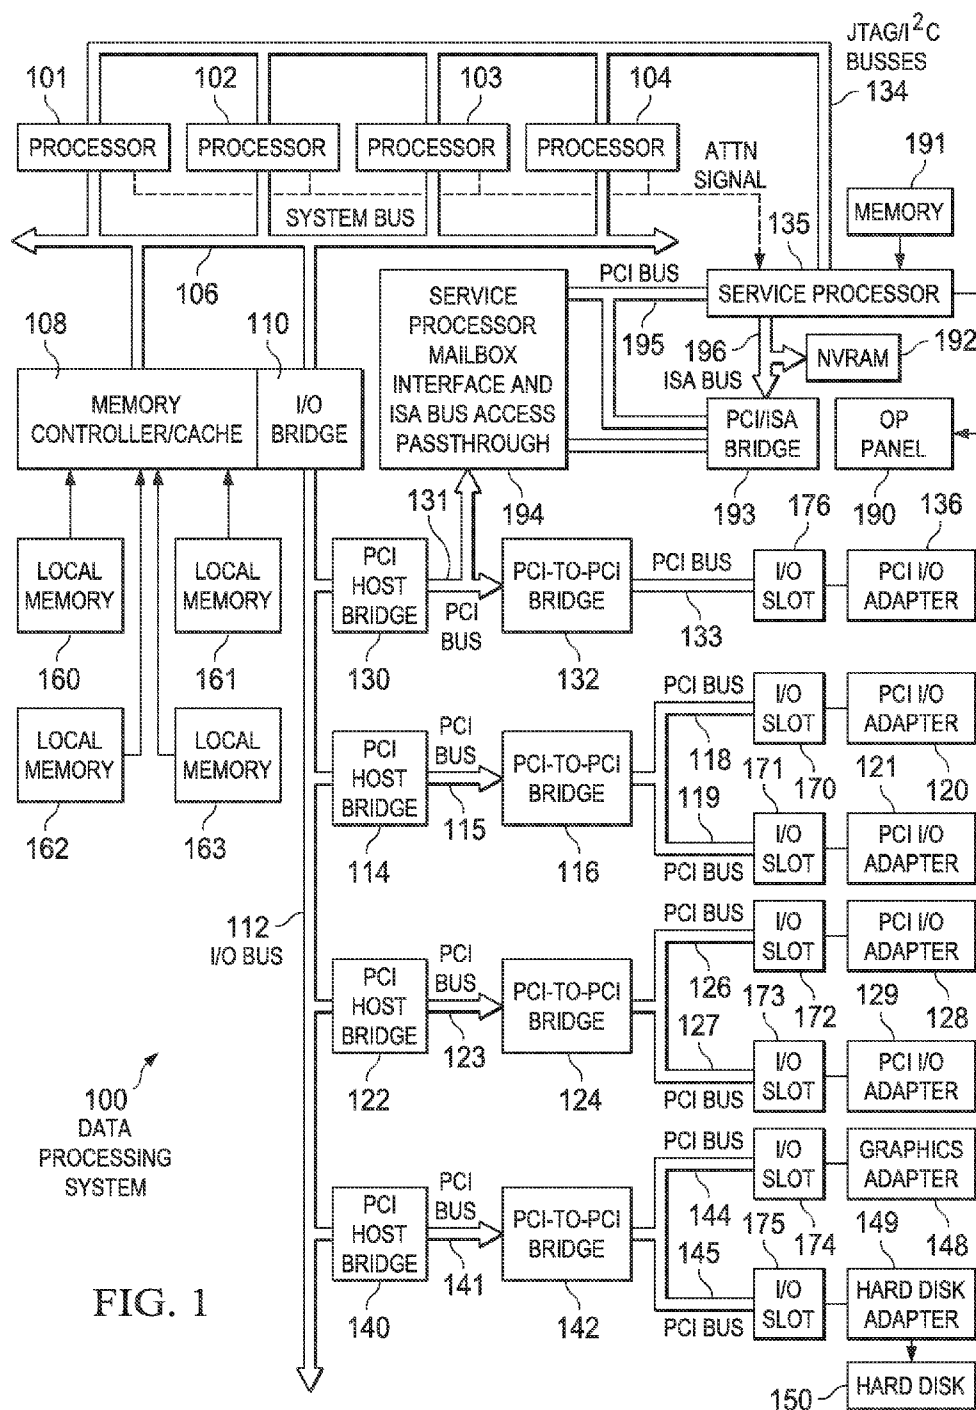 JTAG/I²C
BUSSES
134
101
102
103
104
PROCESSOR
PROCESSOR
PROCESSOR
PROCESSOR
ATTN
SIGNAL
191
MEMORY
SYSTEM BUS
135
106
PCI BUS
SERVICE PROCESSOR
195
196
ISA BUS
192
NVRAM
108
110
MEMORY
CONTROLLER/CACHE
I/O
BRIDGE
SERVICE
PROCESSOR
MAILBOX
INTERFACE AND
ISA BUS ACCESS
PASSTHROUGH
194
PCI/ISA
BRIDGE
193
OP
PANEL
190
131
176
136
LOCAL
MEMORY
160
LOCAL
MEMORY
161
PCI
HOST
BRIDGE
130
PCI
BUS
PCI-TO-PCI
BRIDGE
132
PCI BUS
133
I/O
SLOT
PCI I/O
ADAPTER
LOCAL
MEMORY
162
LOCAL
MEMORY
163
PCI
HOST
BRIDGE
114
PCI
BUS
115
PCI-TO-PCI
BRIDGE
116
PCI BUS
118
I/O
SLOT
170
PCI I/O
ADAPTER
120
119
PCI BUS
171
I/O
SLOT
121
PCI I/O
ADAPTER
112
I/O BUS
PCI
HOST
BRIDGE
122
PCI
BUS
123
PCI-TO-PCI
BRIDGE
124
PCI BUS
126
I/O
SLOT
172
PCI I/O
ADAPTER
128
127
PCI BUS
173
I/O
SLOT
129
PCI I/O
ADAPTER
100
DATA
PROCESSING
SYSTEM
PCI
HOST
BRIDGE
140
PCI
BUS
141
PCI-TO-PCI
BRIDGE
142
PCI BUS
144
I/O
SLOT
174
GRAPHICS
ADAPTER
148
145
PCI BUS
175
I/O
SLOT
149
HARD DISK
ADAPTER
150
HARD DISK
FIG. 1